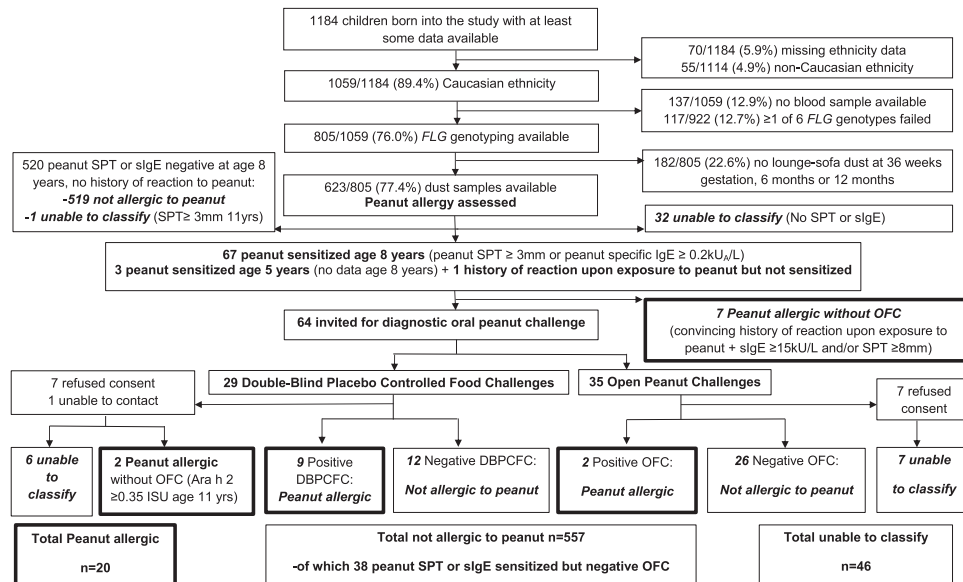 1184 children born into the study with at least
some data available
70/1184 (5.9%) missing ethnicity data
55/1114 (4.9%) non-Caucasian ethnicity
1059/1184 (89.4%) Caucasian ethnicity
137/1059 (12.9%) no blood sample available
117/922 (12.7%) ≥1 of 6 FLG genotypes failed
805/1059 (76.0%) FLG genotyping available
520 peanut SPT or sIgE negative at age 8
years, no history of reaction to peanut:
-519 not allergic to peanut
-1 unable to classify (SPT≥ 3mm 11yrs)
182/805 (22.6%) no lounge-sofa dust at 36 weeks
gestation, 6 months or 12 months
623/805 (77.4%) dust samples available
Peanut allergy assessed
32 unable to classify (No SPT or sIgE)
67 peanut sensitized age 8 years (peanut SPT ≥ 3mm or peanut specific IgE ≥ 0.2kUA/L)
3 peanut sensitized age 5 years (no data age 8 years) + 1 history of reaction upon exposure to peanut but not sensitized
64 invited for diagnostic oral peanut challenge
7 Peanut allergic without OFC
(convincing history of reaction upon exposure to
peanut + sIgE ≥15kU/L and/or SPT ≥8mm)
29 Double-Blind Placebo Controlled Food Challenges
35 Open Peanut Challenges
7 refused consent
1 unable to contact
7 refused
consent
6 unable
to
classify
2 Peanut allergic
without OFC (Ara h 2
≥0.35 ISU age 11 yrs)
9 Positive
DBPCFC:
Peanut allergic
12 Negative DBPCFC:
Not allergic to peanut
2 Positive OFC:
Peanut allergic
26 Negative OFC:
Not allergic to peanut
7 unable
to classify
Total Peanut allergic
n=20
Total not allergic to peanut n=557
-of which 38 peanut SPT or sIgE sensitized but negative OFC
Total unable to classify
n=46